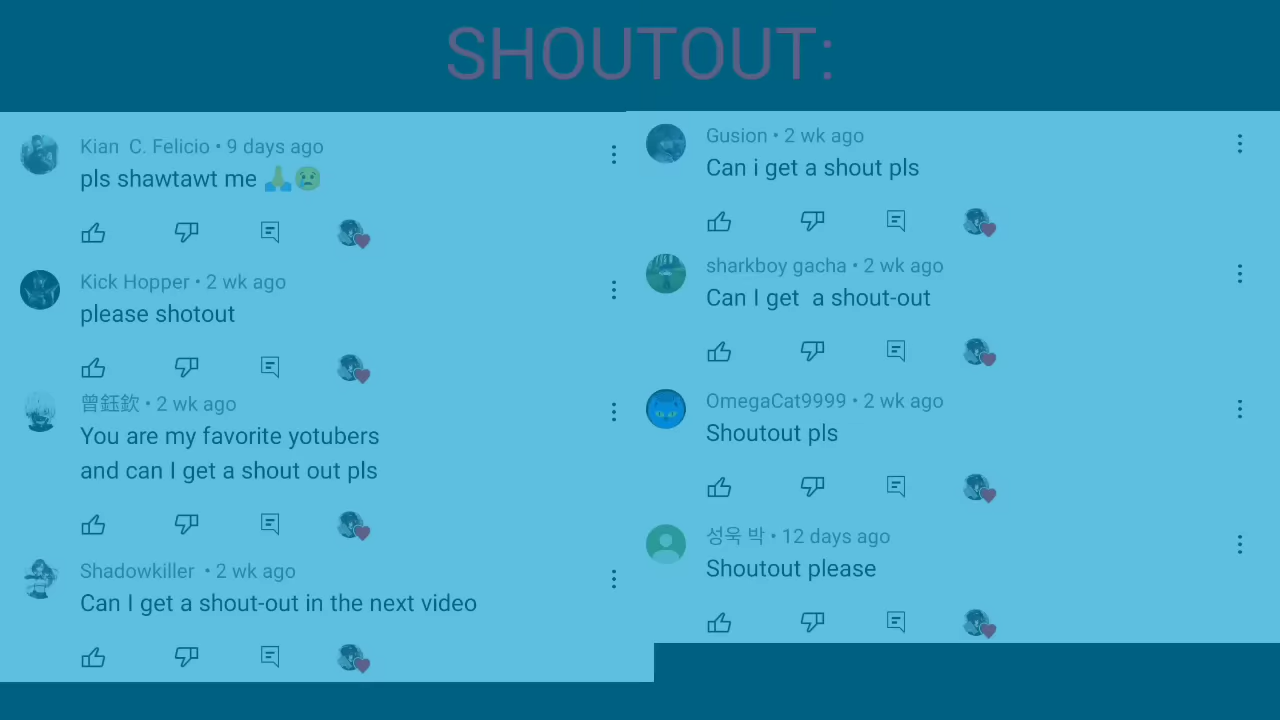 SHOUTOUT:
Kian C. Felicio • 9 days ago
pls shawtawt me 🙏😢
Kick Hopper • 2 wk ago
please shotout
曾鈺欽 • 2 wk ago
You are my favorite yotubers
and can I get a shout out pls
Shadowkiller • 2 wk ago
Can I get a shout-out in the next video
Gusion • 2 wk ago
Can i get a shout pls
sharkboy gacha • 2 wk ago
Can I get a shout-out
OmegaCat9999 • 2 wk ago
Shoutout pls
성욱 박 • 12 days ago
Shoutout please